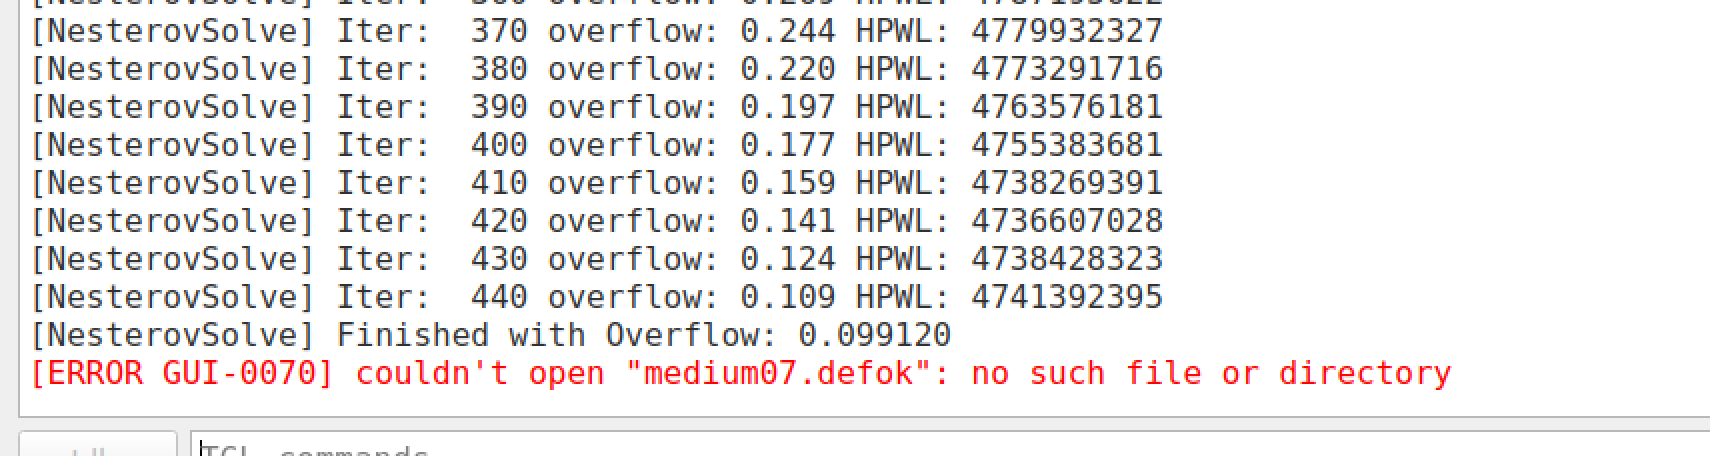 [NesterovSolve] Iter:  370 overflow: 0.244 HPWL: 4779932327
[NesterovSolve] Iter:  380 overflow: 0.220 HPWL: 4773291716
[NesterovSolve] Iter:  390 overflow: 0.197 HPWL: 4763576181
[NesterovSolve] Iter:  400 overflow: 0.177 HPWL: 4755383681
[NesterovSolve] Iter:  410 overflow: 0.159 HPWL: 4738269391
[NesterovSolve] Iter:  420 overflow: 0.141 HPWL: 4736607028
[NesterovSolve] Iter:  430 overflow: 0.124 HPWL: 4738428323
[NesterovSolve] Iter:  440 overflow: 0.109 HPWL: 4741392395
[NesterovSolve] Finished with Overflow: 0.099120
[ERROR GUI-0070] couldn't open "medium07.defok": no such file or directory
TCL commands